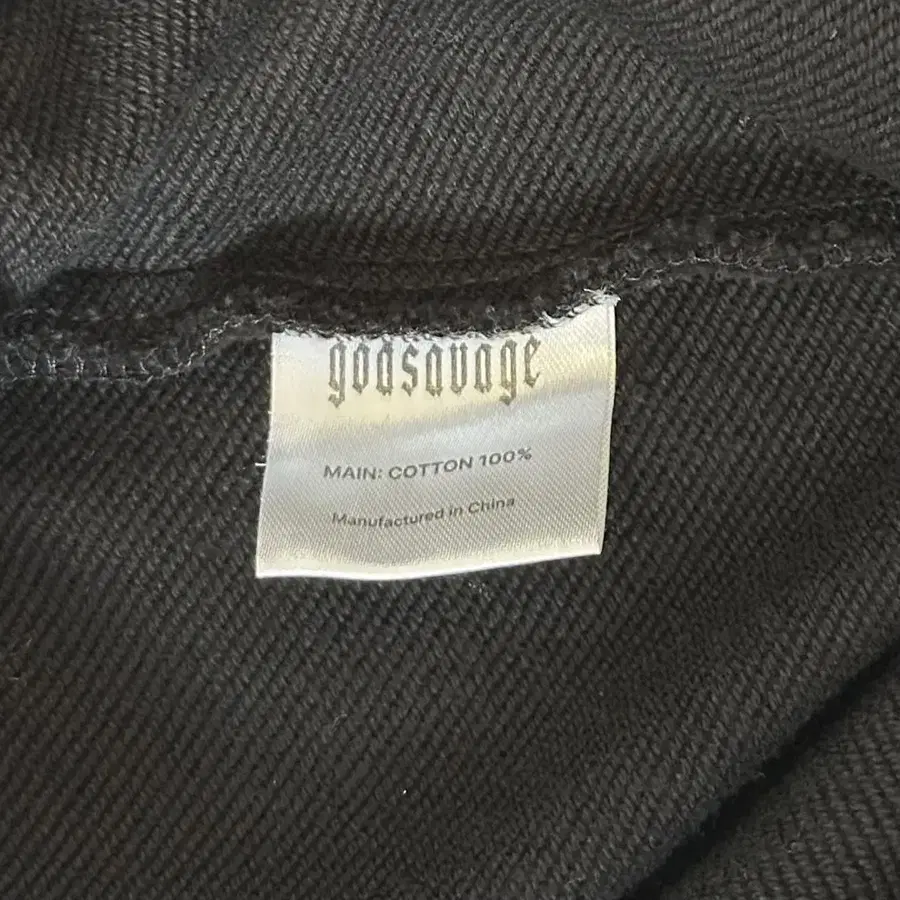 godsavage
MAIN: COTTON 100%
Manufactured in China